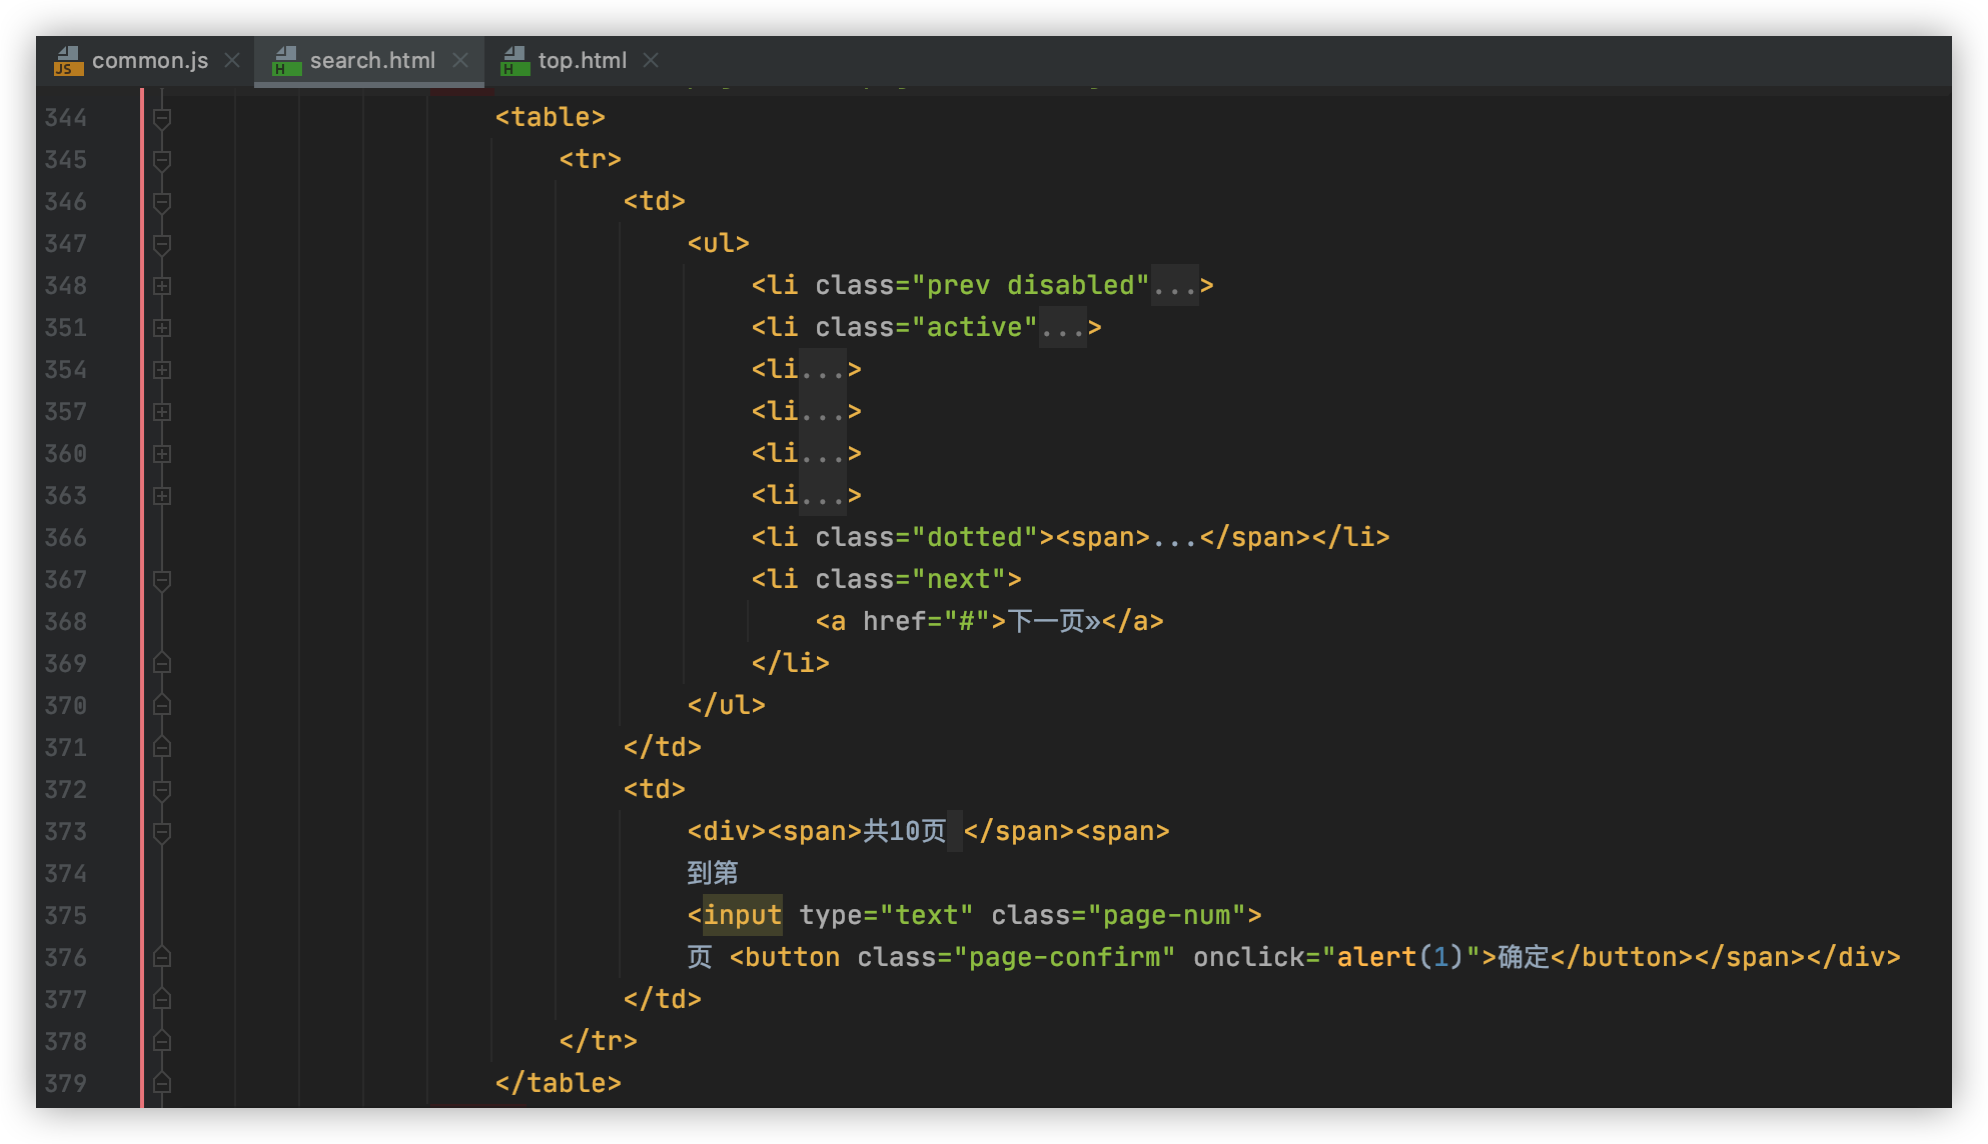 common.js search.html top.html
344 <table>
345 <tr>
346 <td>
347 <ul>
348 <li class="prev disabled"...>
351 <li class="active"...>
354 <li...>
357 <li...>
360 <li...>
363 <li...>
366 <li class="dotted"><span>...</span></li>
367 <li class="next">
368 <a href="#">下一页»</a>
369 </li>
370 </ul>
371 </td>
372 <td>
373 <div><span>共10页 </span><span>
374 到第
375 <input type="text" class="page-num">
376 页 <button class="page-confirm" onclick="alert(1)">确定</button></span></div>
377 </td>
378 </tr>
379 </table>